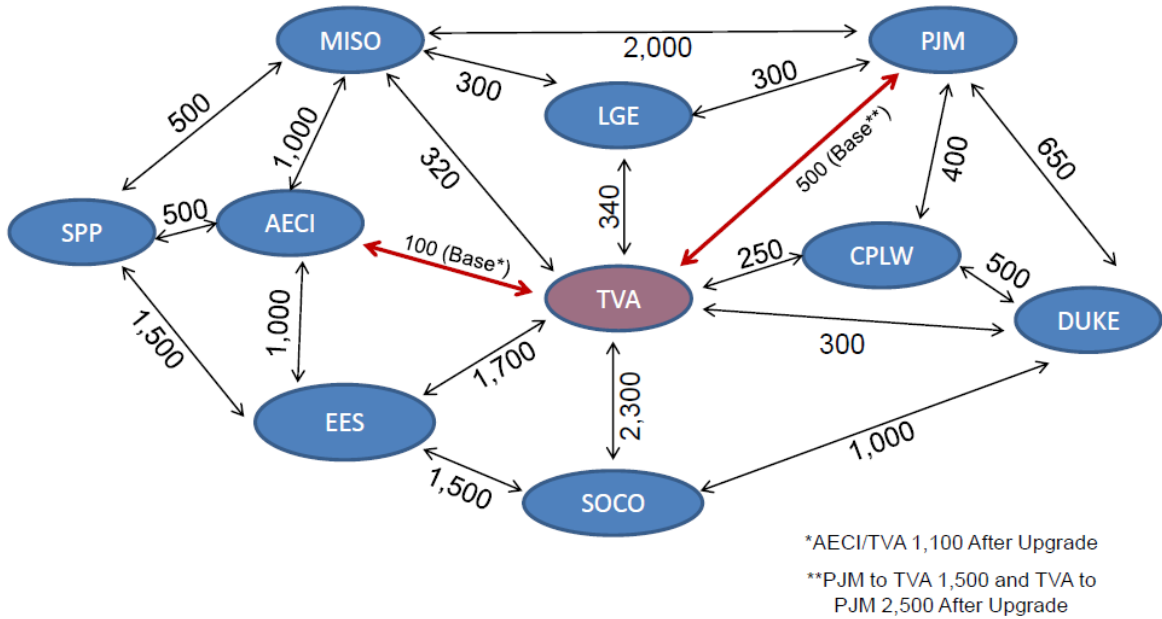 MISO
2,000
PJM
300
LGE
300
500
1,000
320
500 (Base**)
400
650
SPP
500
AECI
100 (Base*)
340
250
CPLW
500
TVA
DUKE
300
1,500
1,000
1,700
2,300
EES
1,000
1,500
SOCO
*AECI/TVA 1,100 After Upgrade
**PJM to TVA 1,500 and TVA to
PJM 2,500 After Upgrade